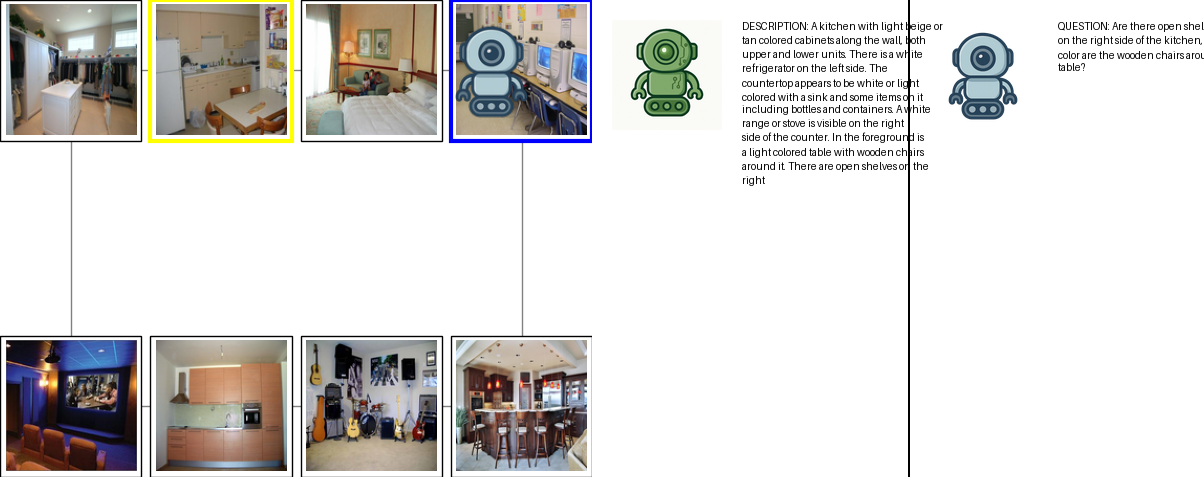 DESCRIPTION: A kitchen with light beige or
tan colored cabinets along the wall, both
upper and lower units. There is a white
refrigerator on the left side. The
countertop appears to be white or light
colored with a sink and some items on it
including bottles and containers. A white
range or stove is visible on the right
side of the counter. In the foreground is
a light colored table with wooden chairs
around it. There are open shelves on the
right
QUESTION: Are there open shel
on the right side of the kitchen,
color are the wooden chairs arou
table?